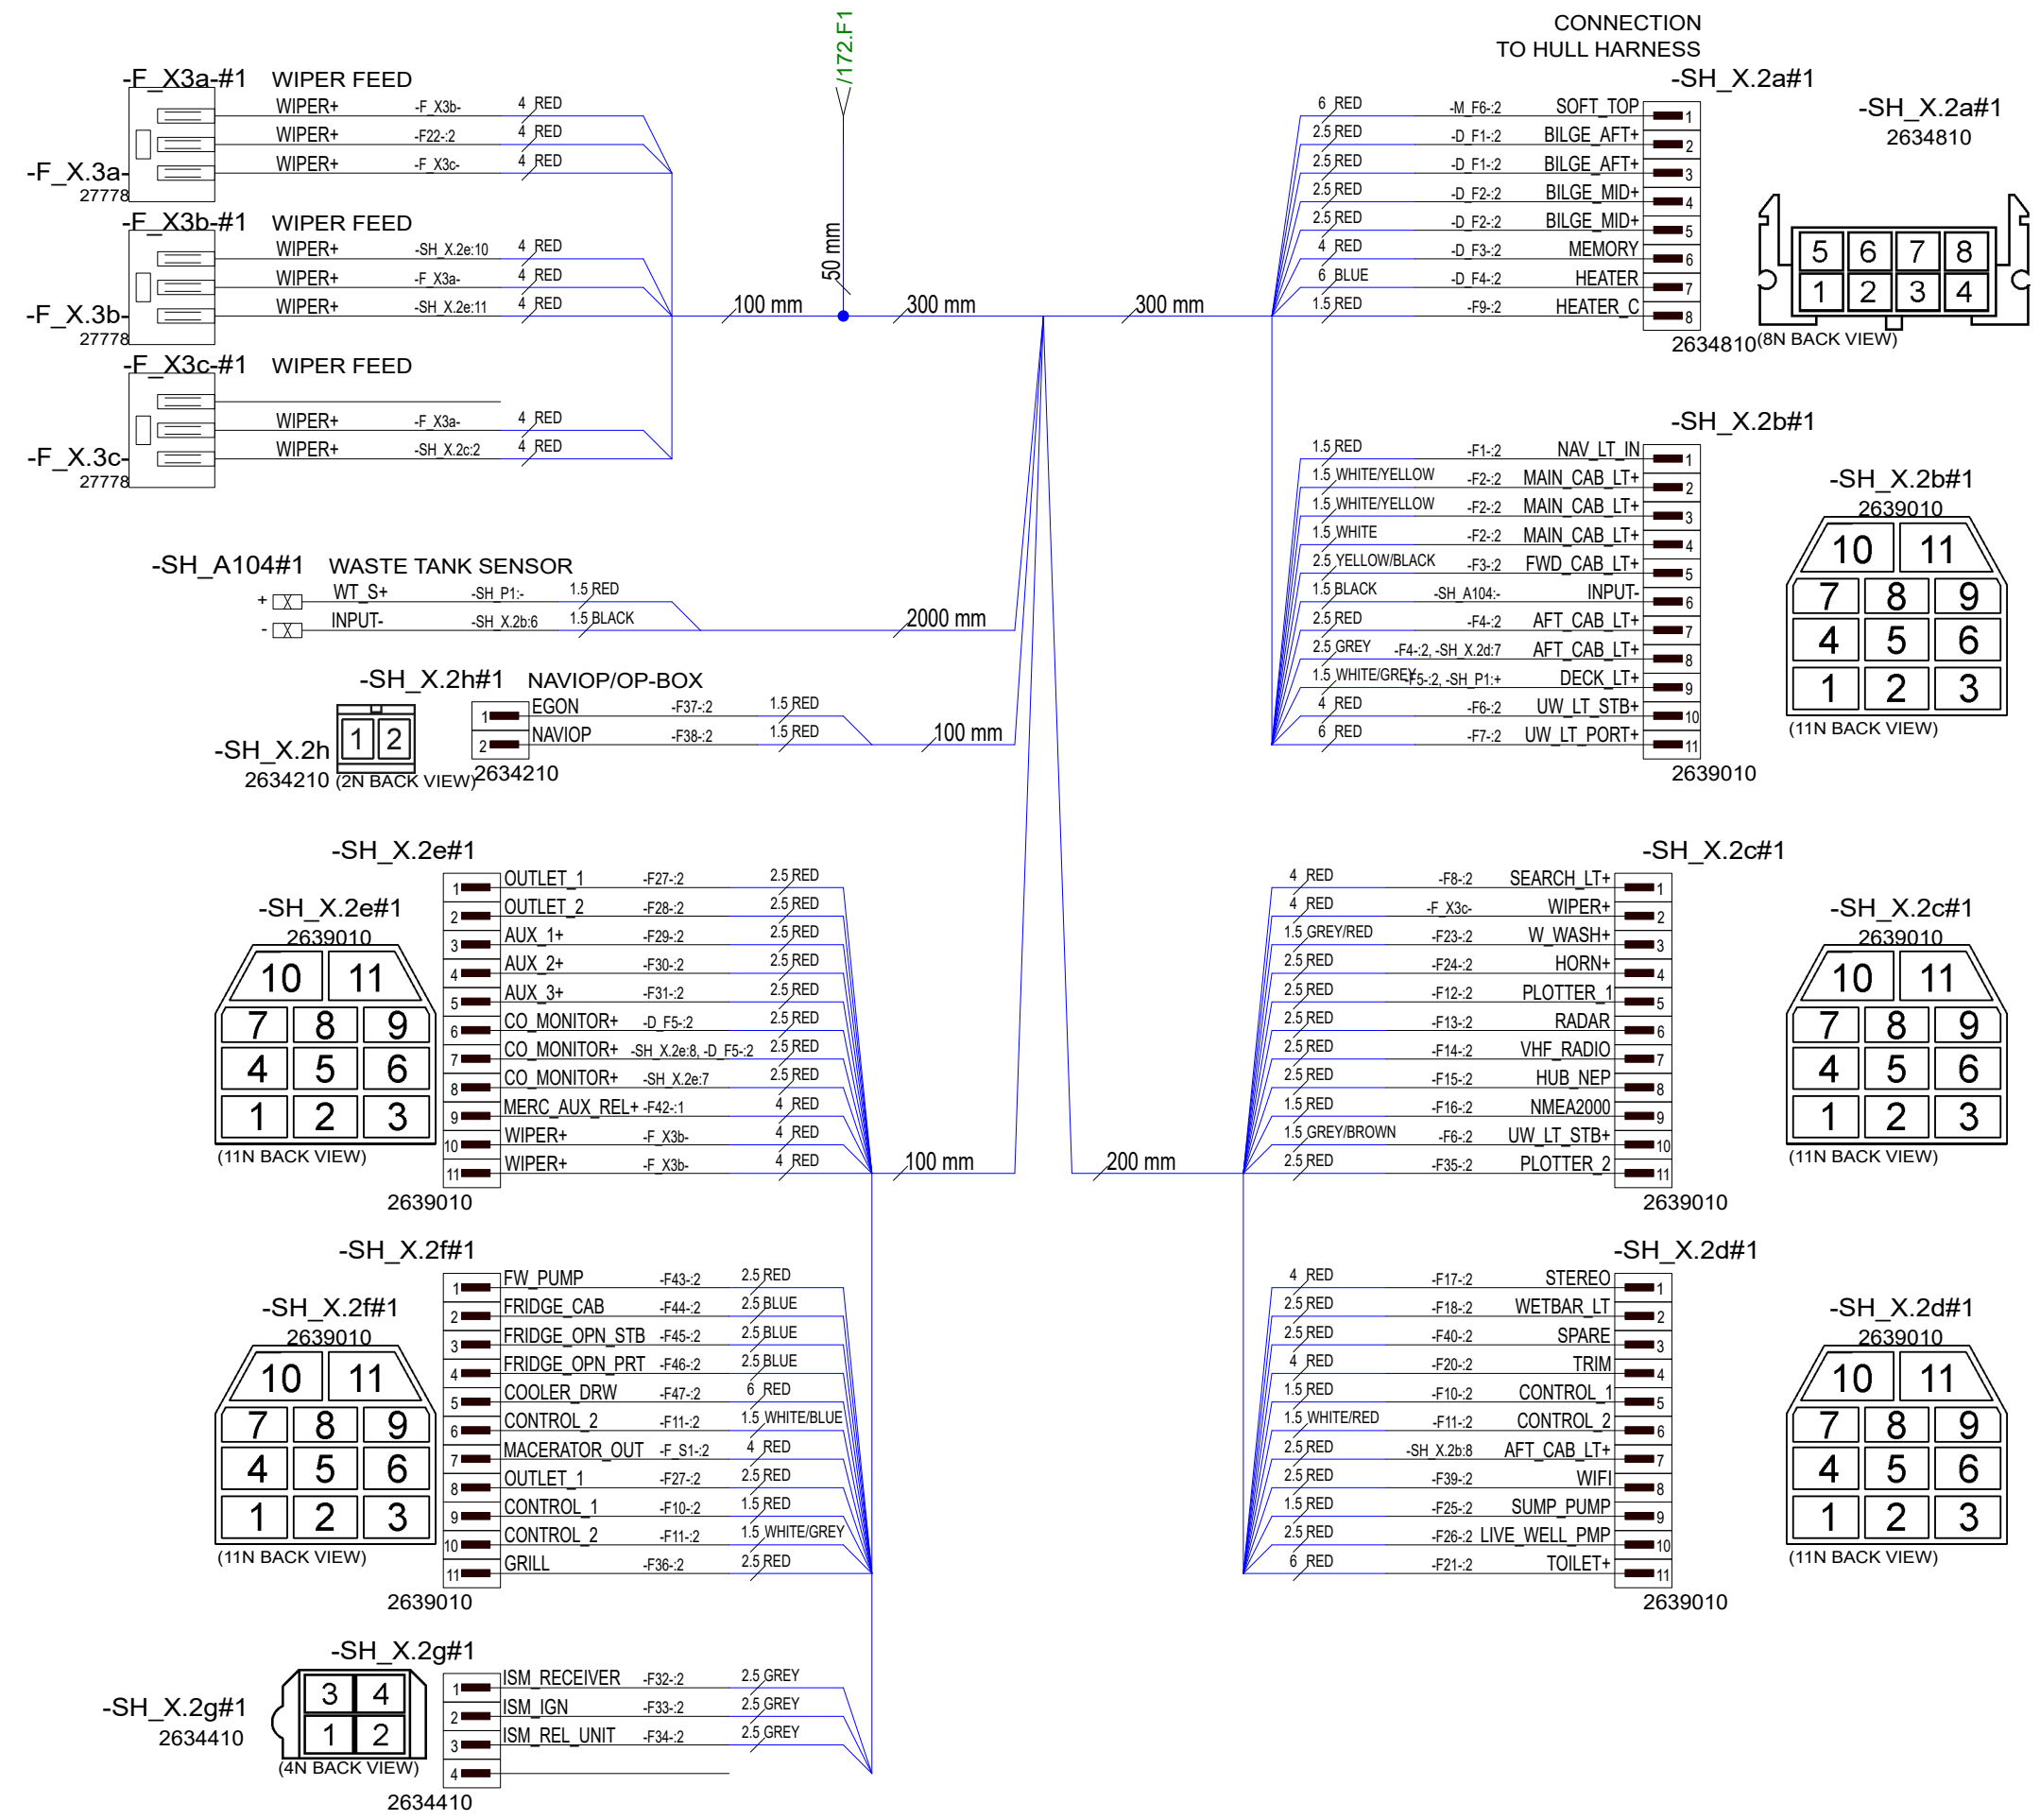 /172.F1
CONNECTION
TO HULL HARNESS
-F_X3a-#1 WIPER FEED
WIPER+ -F_X3b- 4 RED
WIPER+ -F22-:2 4 RED
WIPER+ -F_X3c- 4 RED
-F_X.3a-
27778
-F_X3b-#1 WIPER FEED
WIPER+ -SH_X.2e:10 4 RED
WIPER+ -F_X3a- 4 RED
WIPER+ -SH_X.2e:11 4 RED
-F_X.3b-
27778
-F_X3c-#1 WIPER FEED
WIPER+ -F_X3a- 4 RED
WIPER+ -SH_X.2c:2 4 RED
-F_X.3c-
27778
50 mm
100 mm
300 mm
300 mm
-SH_X.2a#1
6 RED -M_F6-:2 SOFT_TOP 1
2.5 RED -D_F1-:2 BILGE_AFT+ 2
2.5 RED -D_F1-:2 BILGE_AFT+ 3
2.5 RED -D_F2-:2 BILGE_MID+ 4
2.5 RED -D_F2-:2 BILGE_MID+ 5
4 RED -D_F3-:2 MEMORY 6
6 BLUE -D_F4-:2 HEATER 7
1.5 RED -F9-:2 HEATER_C 8
2634810
-SH_X.2a#1
2634810
5 6 7 8
1 2 3 4
(8N BACK VIEW)
-SH_X.2b#1
1.5 RED -F1-:2 NAV_LT_IN 1
1.5 WHITE/YELLOW -F2-:2 MAIN_CAB_LT+ 2
1.5 WHITE/YELLOW -F2-:2 MAIN_CAB_LT+ 3
1.5 WHITE -F2-:2 MAIN_CAB_LT+ 4
2.5 YELLOW/BLACK -F3-:2 FWD_CAB_LT+ 5
1.5 BLACK -SH_A104:- INPUT- 6
2.5 RED -F4-:2 AFT_CAB_LT+ 7
2.5 GREY -F4-:2, -SH_X.2d:7 AFT_CAB_LT+ 8
1.5 WHITE/GREY -F5-:2, -SH_P1:+ DECK_LT+ 9
4 RED -F6-:2 UW_LT_STB+ 10
6 RED -F7-:2 UW_LT_PORT+ 11
2639010
-SH_X.2b#1
2639010
10 11
7 8 9
4 5 6
1 2 3
(11N BACK VIEW)
-SH_A104#1 WASTE TANK SENSOR
+ WT_S+ -SH_P1:- 1.5 RED
- INPUT- -SH_X.2b:6 1.5 BLACK
2000 mm
-SH_X.2h#1 NAVIOP/OP-BOX
1 EGON -F37-:2 1.5 RED
2 NAVIOP -F38-:2 1.5 RED
100 mm
2634210
-SH_X.2h
2634210
1 2
(2N BACK VIEW)
-SH_X.2e#1
1 OUTLET_1 -F27-:2 2.5 RED
2 OUTLET_2 -F28-:2 2.5 RED
3 AUX_1+ -F29-:2 2.5 RED
4 AUX_2+ -F30-:2 2.5 RED
5 AUX_3+ -F31-:2 2.5 RED
6 CO_MONITOR+ -D_F5-:2 2.5 RED
7 CO_MONITOR+ -SH_X.2e:8, -D_F5-:2 2.5 RED
8 CO_MONITOR+ -SH_X.2e:7 2.5 RED
9 MERC_AUX_REL+ -F42-:1 4 RED
10 WIPER+ -F_X3b- 4 RED
11 WIPER+ -F_X3b- 4 RED
100 mm
2639010
-SH_X.2e#1
2639010
10 11
7 8 9
4 5 6
1 2 3
(11N BACK VIEW)
-SH_X.2c#1
4 RED -F8-:2 SEARCH_LT+ 1
4 RED -F_X3c- WIPER+ 2
1.5 GREY/RED -F23-:2 W_WASH+ 3
2.5 RED -F24-:2 HORN+ 4
2.5 RED -F12-:2 PLOTTER_1 5
2.5 RED -F13-:2 RADAR 6
2.5 RED -F14-:2 VHF_RADIO 7
2.5 RED -F15-:2 HUB_NEP 8
1.5 RED -F16-:2 NMEA2000 9
1.5 GREY/BROWN -F6-:2 UW_LT_STB+ 10
2.5 RED -F35-:2 PLOTTER_2 11
200 mm
2639010
-SH_X.2c#1
2639010
10 11
7 8 9
4 5 6
1 2 3
(11N BACK VIEW)
-SH_X.2f#1
1 FW_PUMP -F43-:2 2.5 RED
2 FRIDGE_CAB -F44-:2 2.5 BLUE
3 FRIDGE_OPN_STB -F45-:2 2.5 BLUE
4 FRIDGE_OPN_PRT -F46-:2 2.5 BLUE
5 COOLER_DRW -F47-:2 6 RED
6 CONTROL_2 -F11-:2 1.5 WHITE/BLUE
7 MACERATOR_OUT -F_S1-:2 4 RED
8 OUTLET_1 -F27-:2 2.5 RED
9 CONTROL_1 -F10-:2 1.5 RED
10 CONTROL_2 -F11-:2 1.5 WHITE/GREY
11 GRILL -F36-:2 2.5 RED
2639010
-SH_X.2f#1
2639010
10 11
7 8 9
4 5 6
1 2 3
(11N BACK VIEW)
-SH_X.2d#1
4 RED -F17-:2 STEREO 1
2.5 RED -F18-:2 WETBAR_LT 2
2.5 RED -F40-:2 SPARE 3
4 RED -F20-:2 TRIM 4
1.5 RED -F10-:2 CONTROL_1 5
1.5 WHITE/RED -F11-:2 CONTROL_2 6
2.5 RED -SH_X.2b:8 AFT_CAB_LT+ 7
2.5 RED -F39-:2 WIFI 8
1.5 RED -F25-:2 SUMP_PUMP 9
2.5 RED -F26-:2 LIVE_WELL_PMP 10
6 RED -F21-:2 TOILET+ 11
2639010
-SH_X.2d#1
2639010
10 11
7 8 9
4 5 6
1 2 3
(11N BACK VIEW)
-SH_X.2g#1
1 ISM_RECEIVER -F32-:2 2.5 GREY
2 ISM_IGN -F33-:2 2.5 GREY
3 ISM_REL_UNIT -F34-:2 2.5 GREY
4
2634410
-SH_X.2g#1
2634410
3 4
1 2
(4N BACK VIEW)